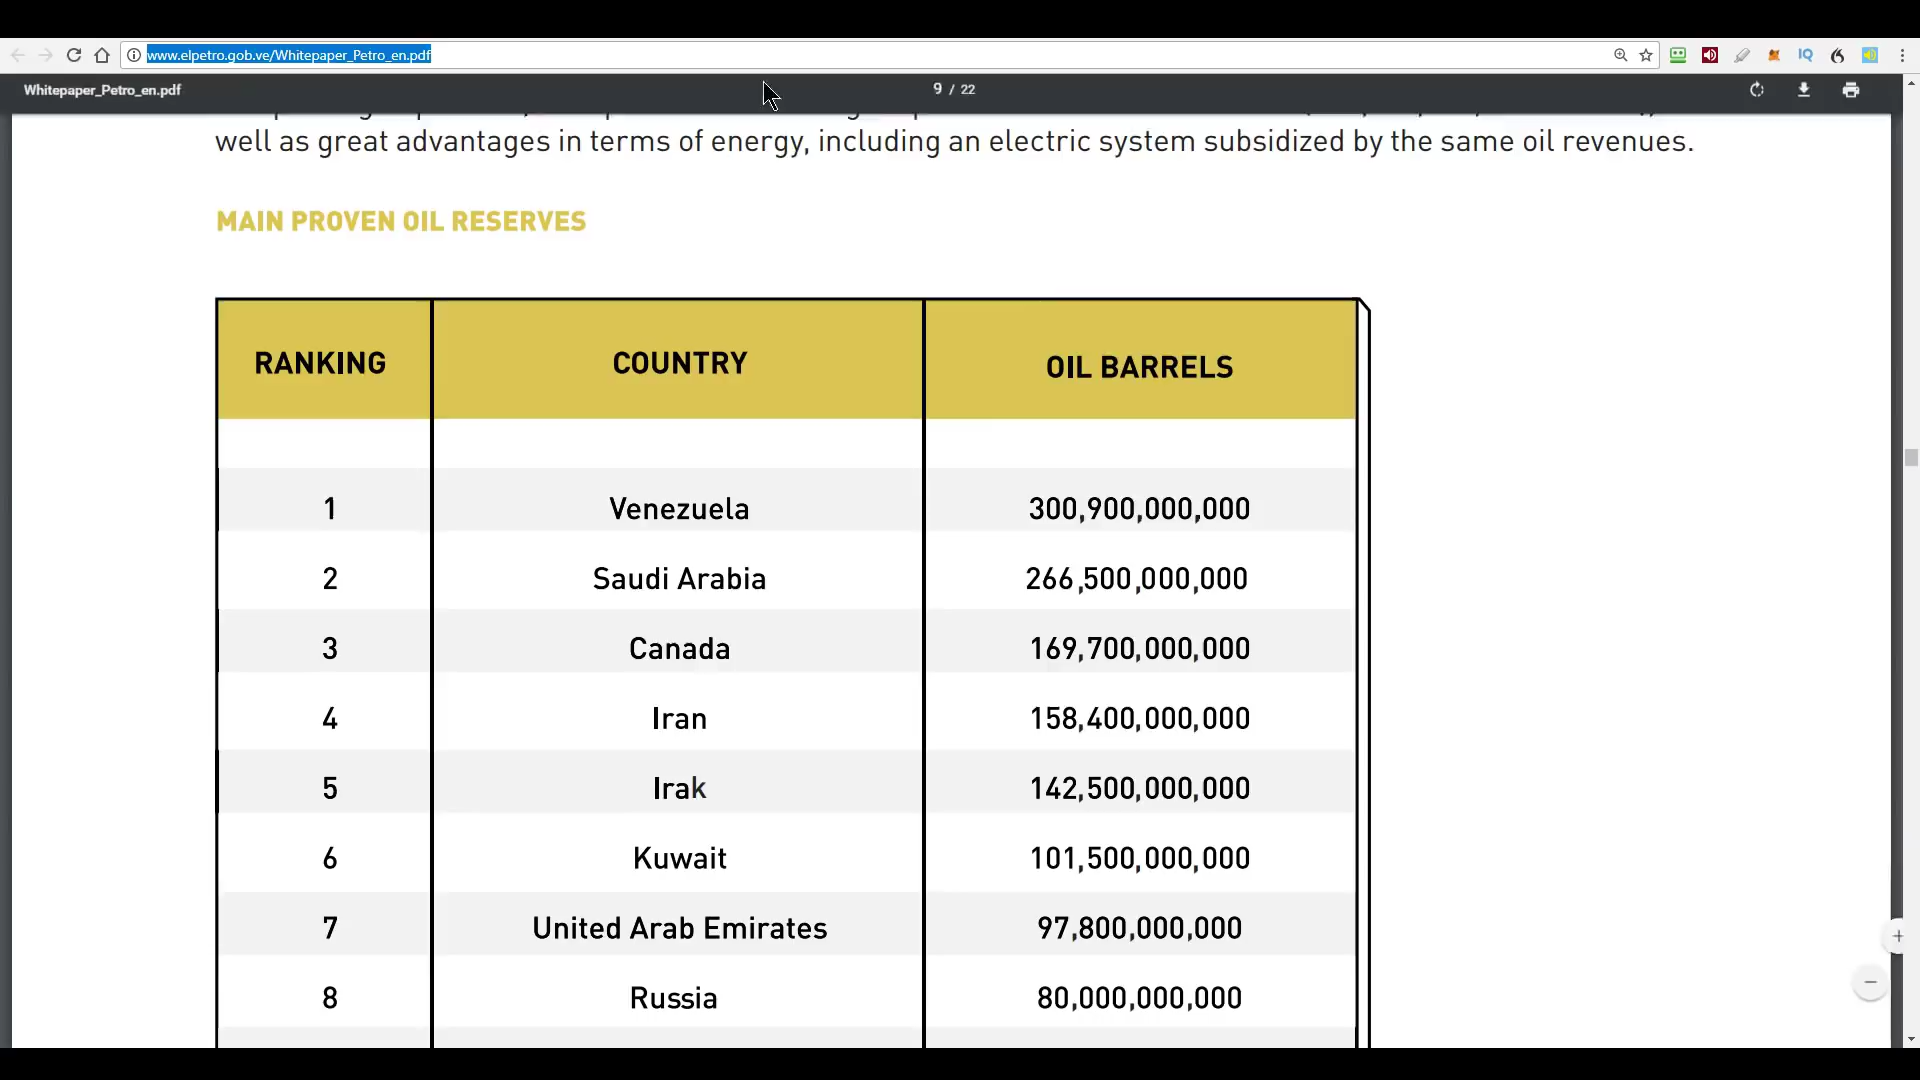 www.elpetro.gob.ve/Whitepaper_Petro_en.pdf
IQ
Whitepaper_Petro_en.pdf
9 / 22
well as great advantages in terms of energy, including an electric system subsidized by the same oil revenues.
MAIN PROVEN OIL RESERVES
RANKING COUNTRY OIL BARRELS
1 Venezuela 300,900,000,000
2 Saudi Arabia 266,500,000,000
3 Canada 169,700,000,000
4 Iran 158,400,000,000
5 Irak 142,500,000,000
6 Kuwait 101,500,000,000
7 United Arab Emirates 97,800,000,000
8 Russia 80,000,000,000